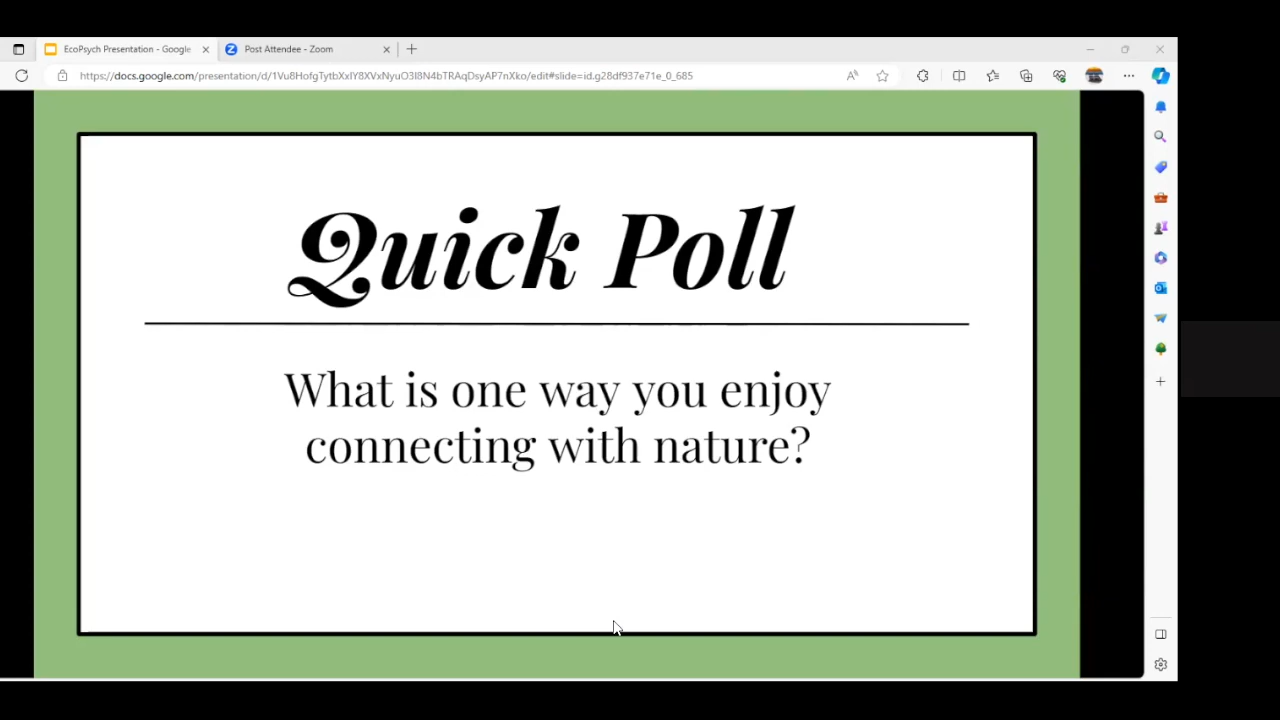 EcoPsych Presentation - Google
Post Attendee - Zoom
https://docs.google.com/presentation/d/1Vu8HofgTytbXxIY8XVxNyuO3I8N4bTRAqDsyAP7nXko/edit#slide=id.g28df937e71e_0_685
Quick Poll
What is one way you enjoy
connecting with nature?